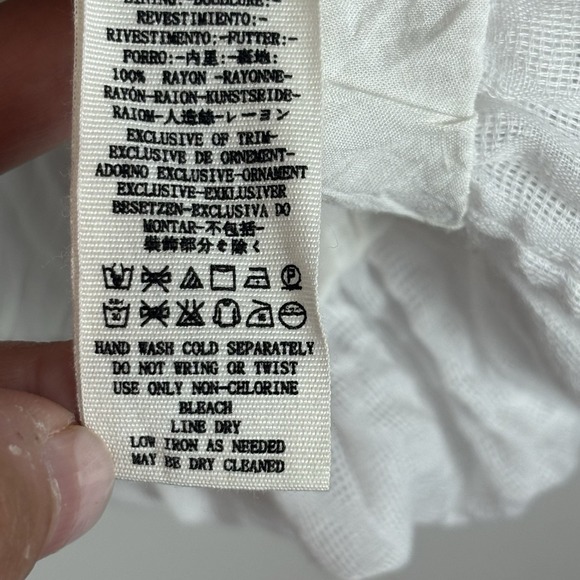 LINING:-DOUBLURE:-
REVESTIMIENTO:-
RIVESTIMENTO:-FUTTER:-
FORRO:-内里:-裏地:
100% RAYON -RAYONNE-
RAYÓN-RAION-KUNSTSRIDE-
RAIOM-人造絲-レーヨン
EXCLUSIVE OF TRIM-
EXCLUSIVE DE ORNEMENT-
ADORNO EXCLUSIVE-ORNAMENT
EXCLUSIVE-EXKLUSIVER
BESETZEN-EXCLUSIVA DO
MONTAR-不包括-
装飾部分を除く
HAND WASH COLD SEPARATELY
DO NOT WRING OR TWIST
USE ONLY NON-CHLORINE
BLEACH
LINE DRY
LOW IRON AS NEEDED
MAY BE DRY CLEANED